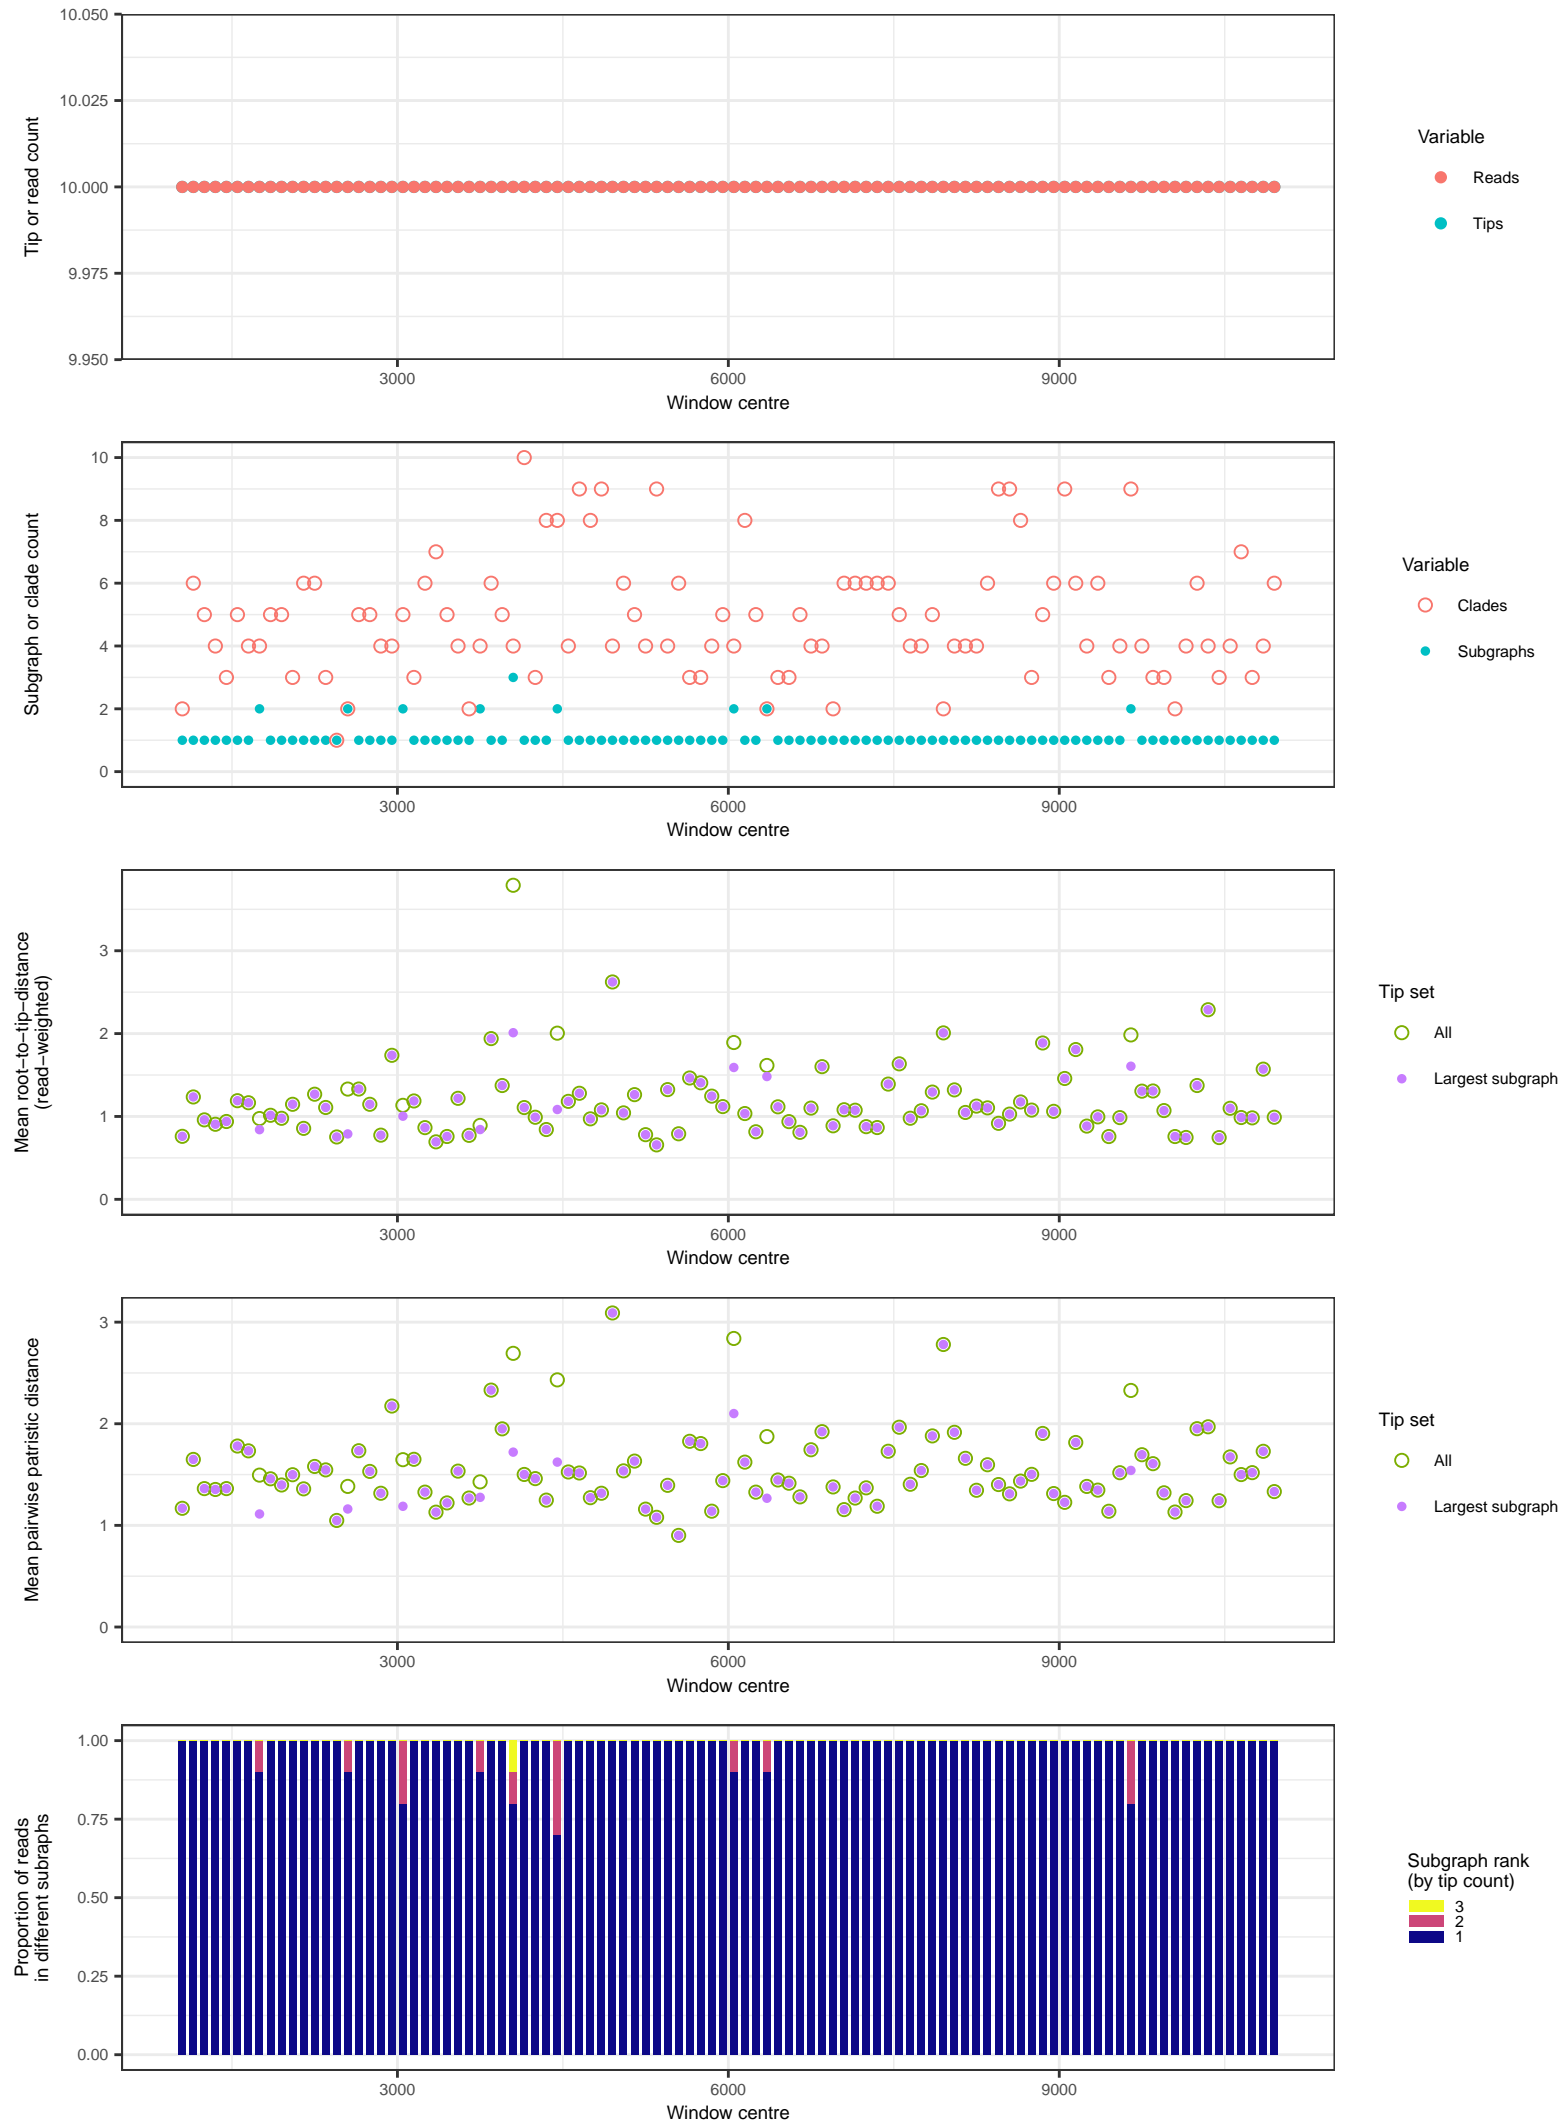 10.050
10.025
10.000
9.975
9.950
Tip or read count
3000
6000
9000
Window centre
Variable
Reads
Tips
10
8
6
4
2
0
Subgraph or clade count
3000
6000
9000
Window centre
Variable
Clades
Subgraphs
3
2
1
0
Mean root−to−tip−distance
(read−weighted)
3000
6000
9000
Window centre
Tip set
All
Largest subgraph
3
2
1
0
Mean pairwise patristic distance
3000
6000
9000
Window centre
Tip set
All
Largest subgraph
1.00
0.75
0.50
0.25
0.00
Proportion of reads
in different subraphs
3000
6000
9000
Window centre
Subgraph rank
(by tip count)
3
2
1